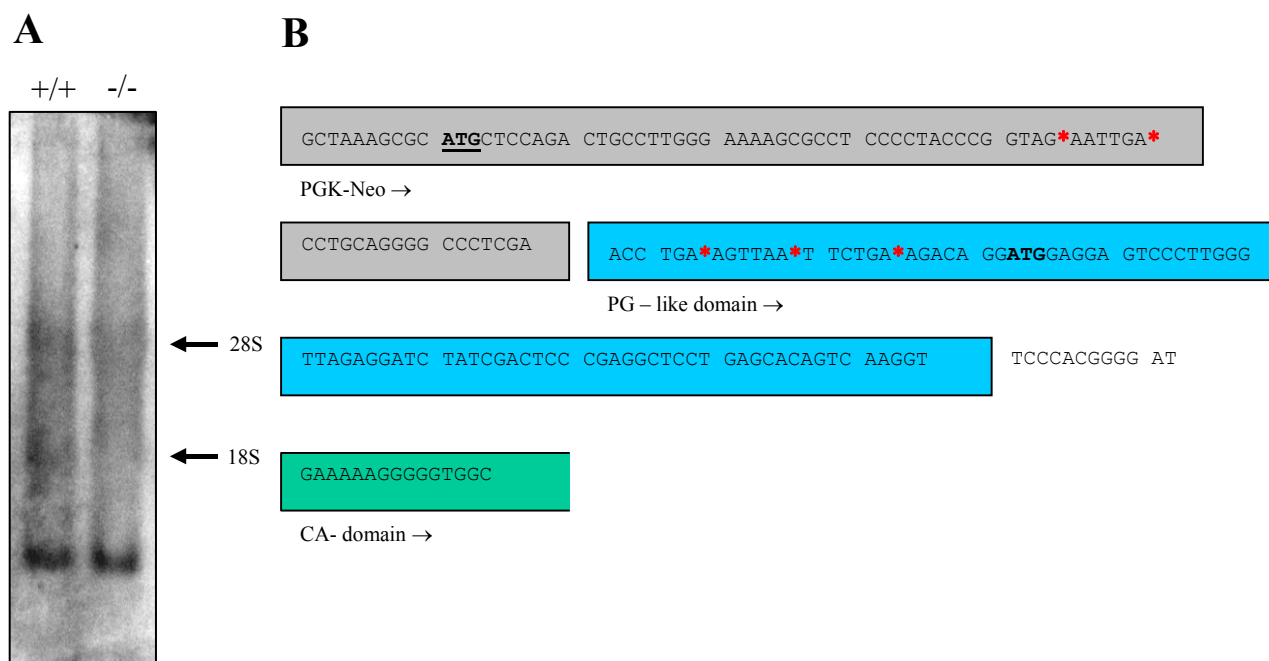 A
B
+/+ -/-
GCTAAAGCGC ATGCTCCAGA CTGCCTTGGG AAAAGCGCCT CCCCTACCCG GTAG*AATTGA*
PGK-Neo →
CCTGCAGGGG CCCTCGA
ACC TGA*AGTTAA*T TCTGA*AGACA GGATGGAGGA GTCCCTTGGG
PG – like domain →
28S
TTAGAGGATC TATCGACTCC CGAGGCTCCT GAGCACAGTC AAGGT
TCCCACGGGG AT
18S
GAAAAAGGGGGTGGC
CA- domain →